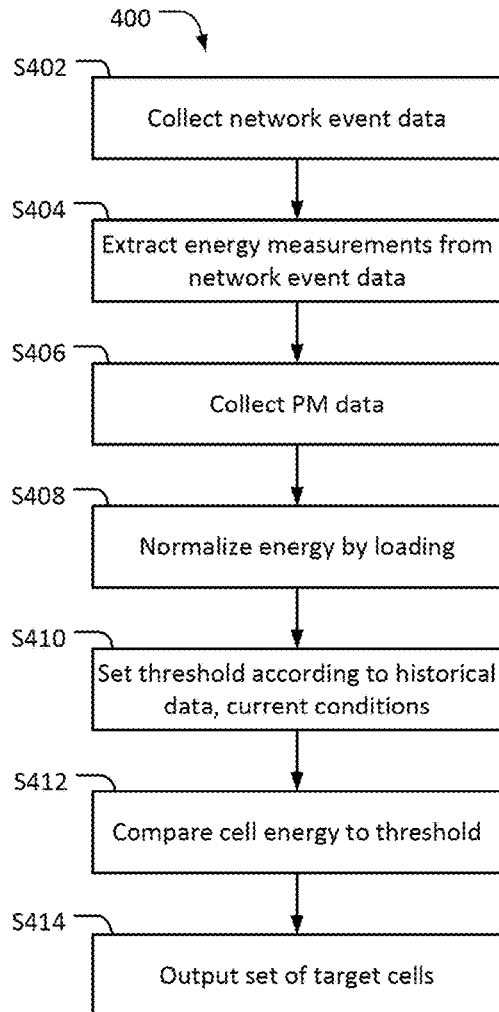 400
S402
Collect network event data
S404
Extract energy measurements from
network event data
S406
Collect PM data
S408
Normalize energy by loading
S410
Set threshold according to historical
data, current conditions
S412
Compare cell energy to threshold
S414
Output set of target cells